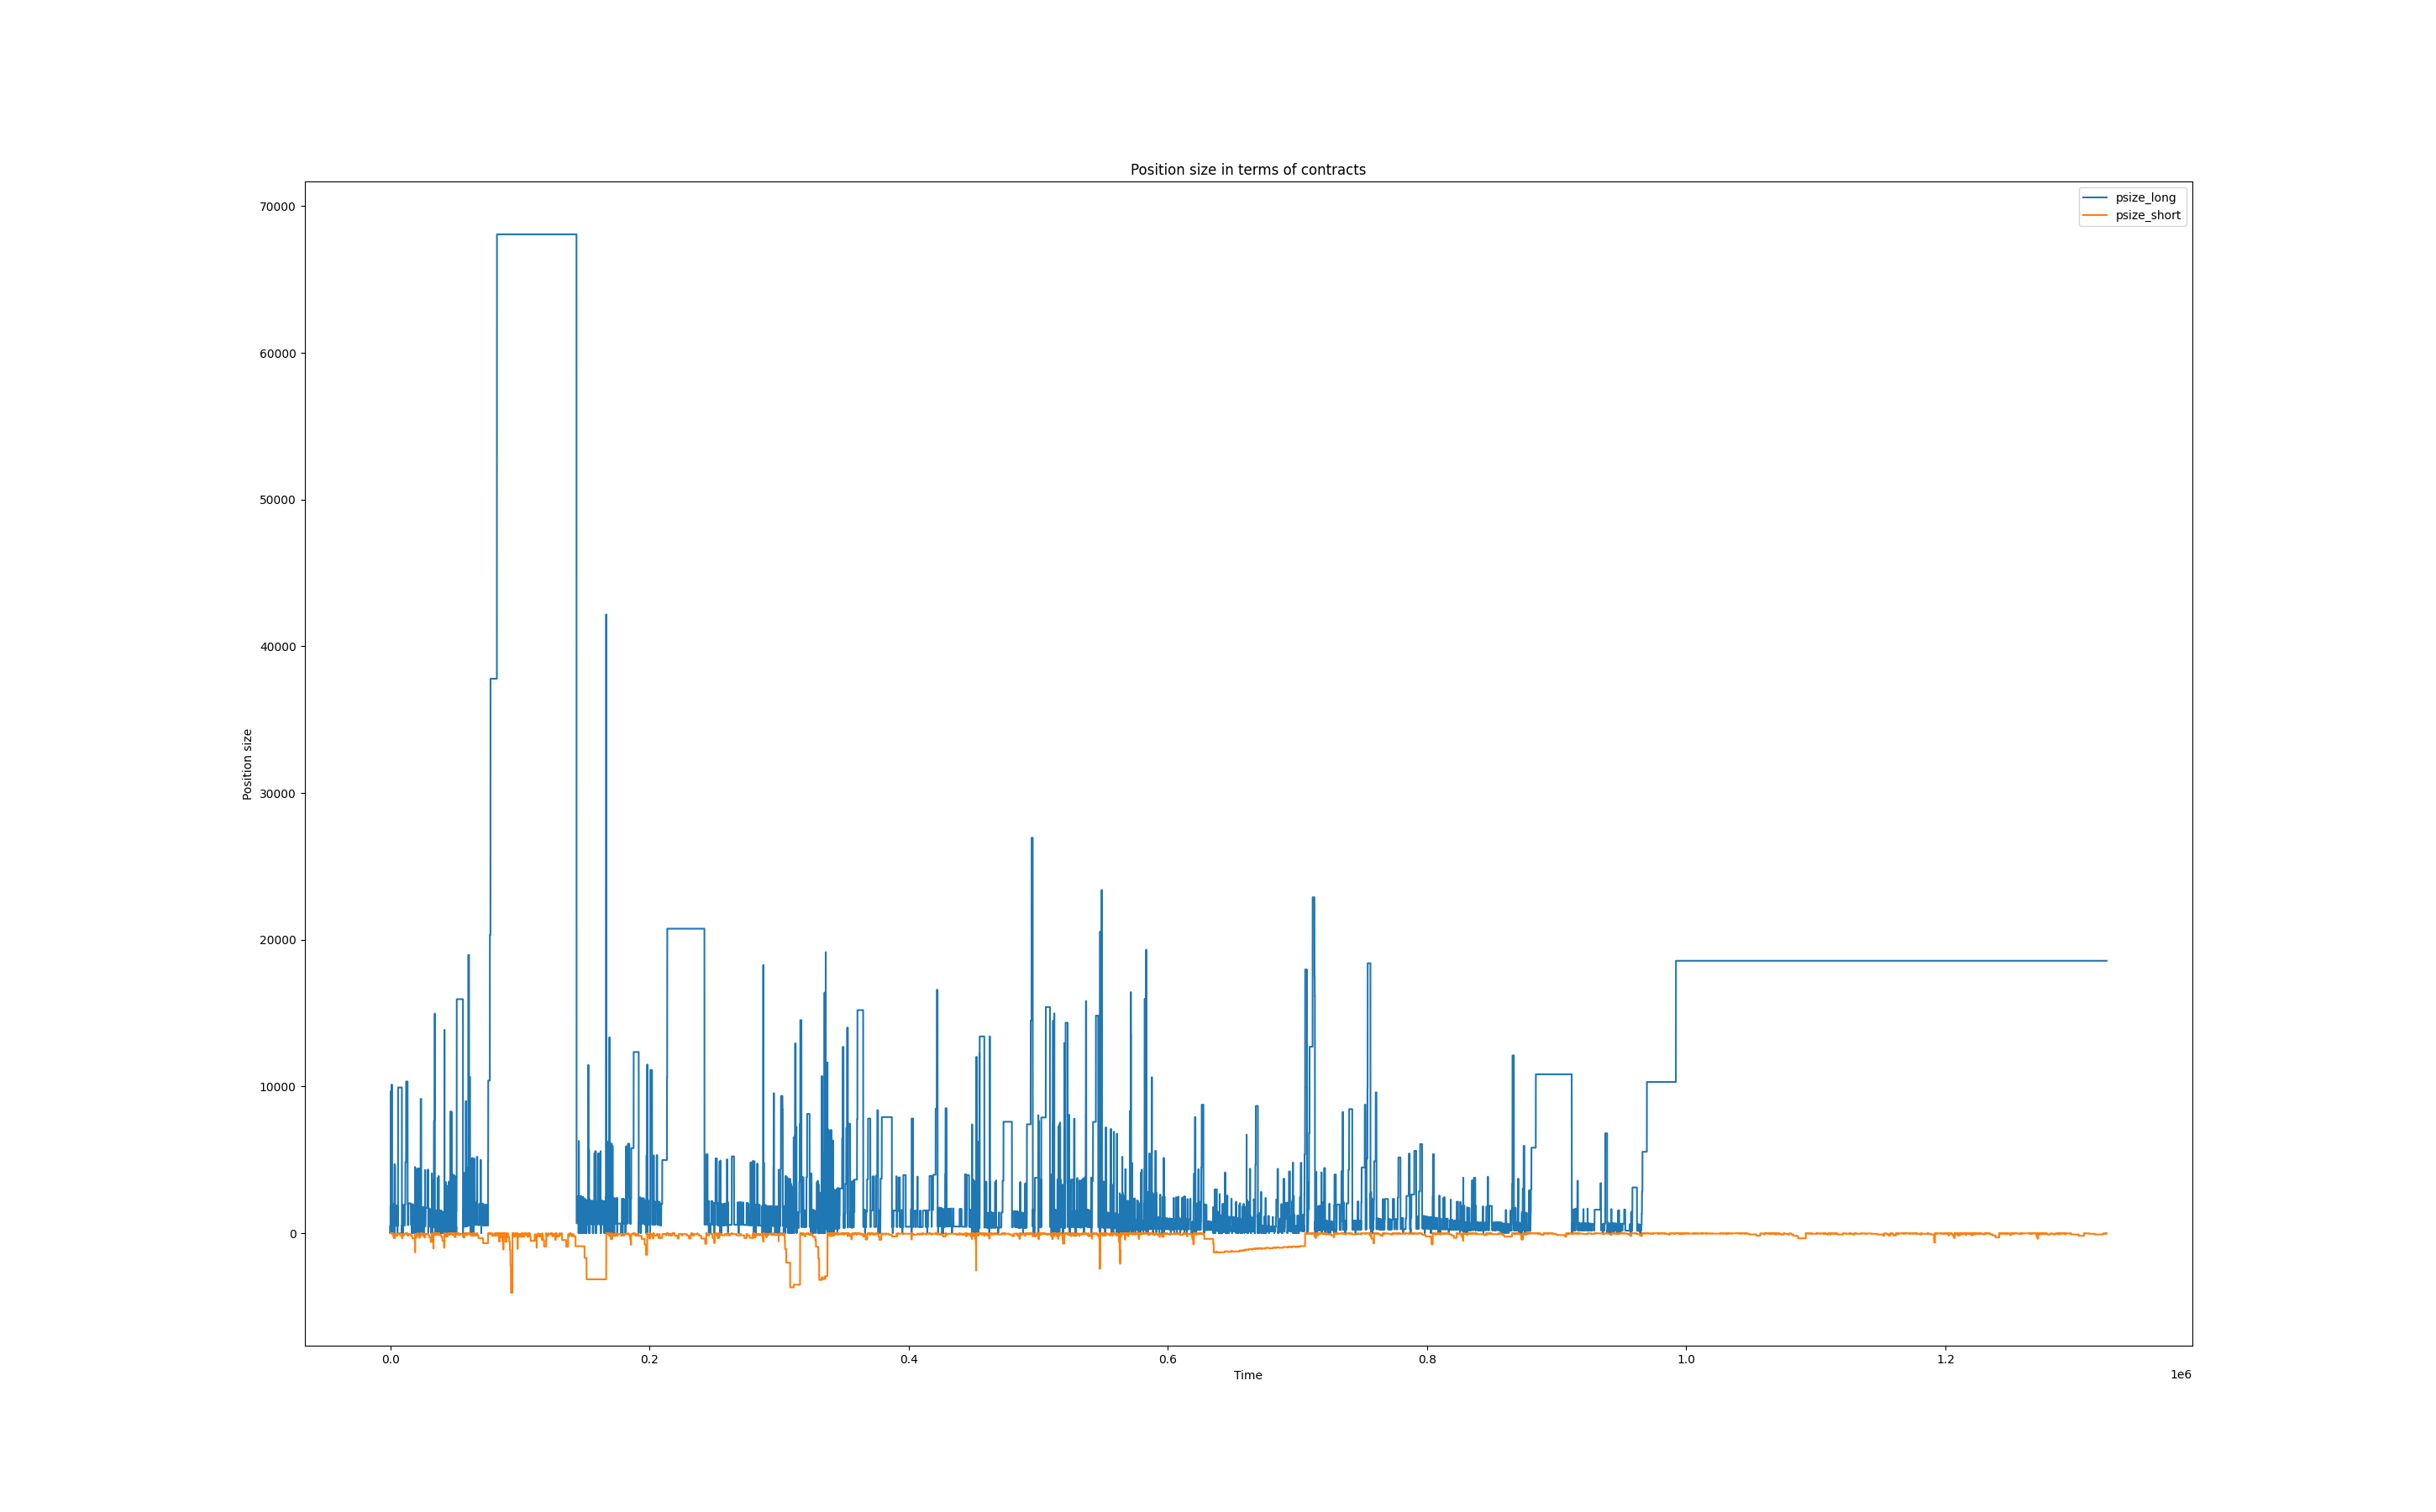 Position size in terms of contracts
psize_long
psize_short
70000
60000
50000
40000
30000
20000
10000
0
Position size
0.0 0.2 0.4 0.6 0.8 1.0 1.2
Time
1e6